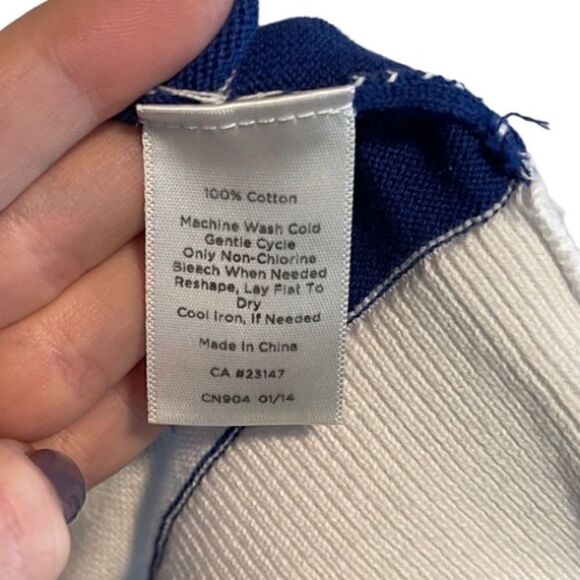 100% Cotton
Machine Wash Cold
Gentle Cycle
Only Non-Chlorine
Bleach When Needed
Reshape, Lay Flat To
Dry
Cool Iron, If Needed
Made In China
CA #23147
CN904 01/14